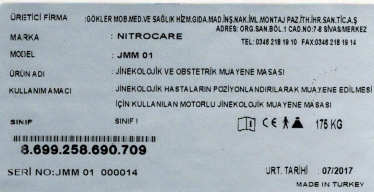 ÜRETİCİ FİRMA :GÖKLER MOB.MED.VE SAĞLIK HİZM.GIDA.MAD.İNŞ.NAK.İML.MONTAJ PAZ.İTH.İHR.SAN.TİC.A.Ş
ADRES: ORG.SAN.BÖL.1 CAD.NO:7-8 SİVAS/MERKEZ
MARKA : NITROCARE
TEL:0346 218 19 10 FAX:0346 218 19 14
MODEL : JMM 01
ÜRÜN ADI : JİNEKOLOJİK VE OBSTETRİK MUAYENE MASASI
KULLANIM AMACI : JİNEKOLOJİK HASTALARIN POZİYONLANDIRILARAK MUAYENE EDİLMESİ
İÇİN KULLANILAN MOTORLU JİNEKOLOJİK MUAYENE MASASI
SINIF : SINIF I CE 175 KG
8.699.258.690.709
SERİ NO:JMM 01 000014 ÜRT. TARİHİ : 07/2017
MADE IN TURKEY